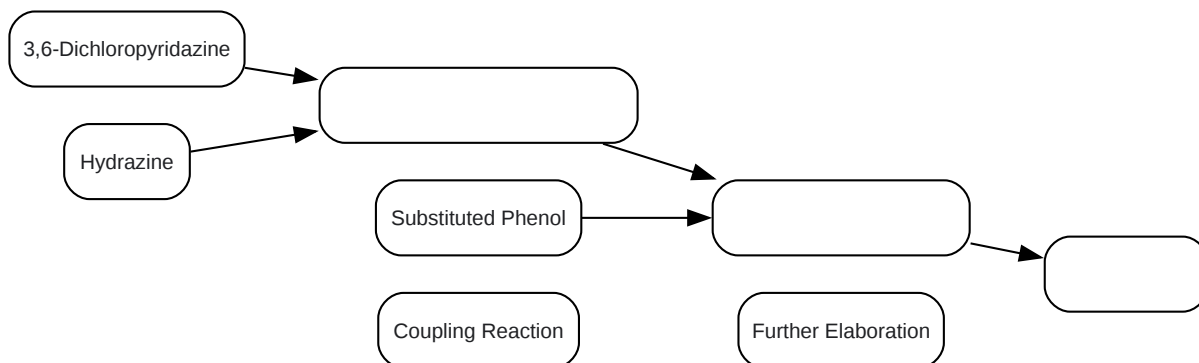 3,6-Dichloropyridazine
Hydrazine
Substituted Phenol
Coupling Reaction
Further Elaboration